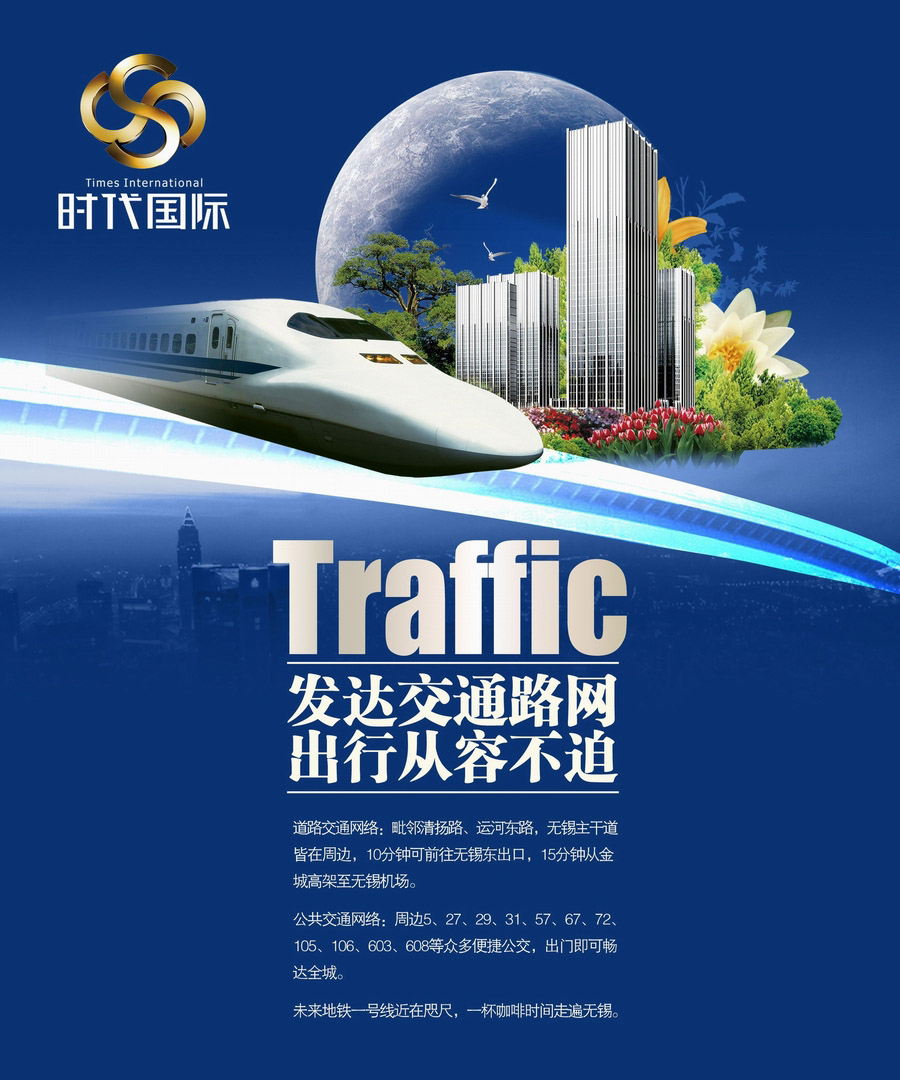 Times International
时代国际
Traffic
发达交通路网
出行从容不迫
道路交通网络：毗邻清扬路、运河东路，无锡主干道
皆在周边，10分钟可前往无锡东出口，15分钟从金
城高架至无锡机场。
公共交通网络：周边5、27、29、31、57、67、72、
105、106、603、608等众多便捷公交，出门即可畅
达全城。
未来地铁一号线近在咫尺，一杯咖啡时间走遍无锡。